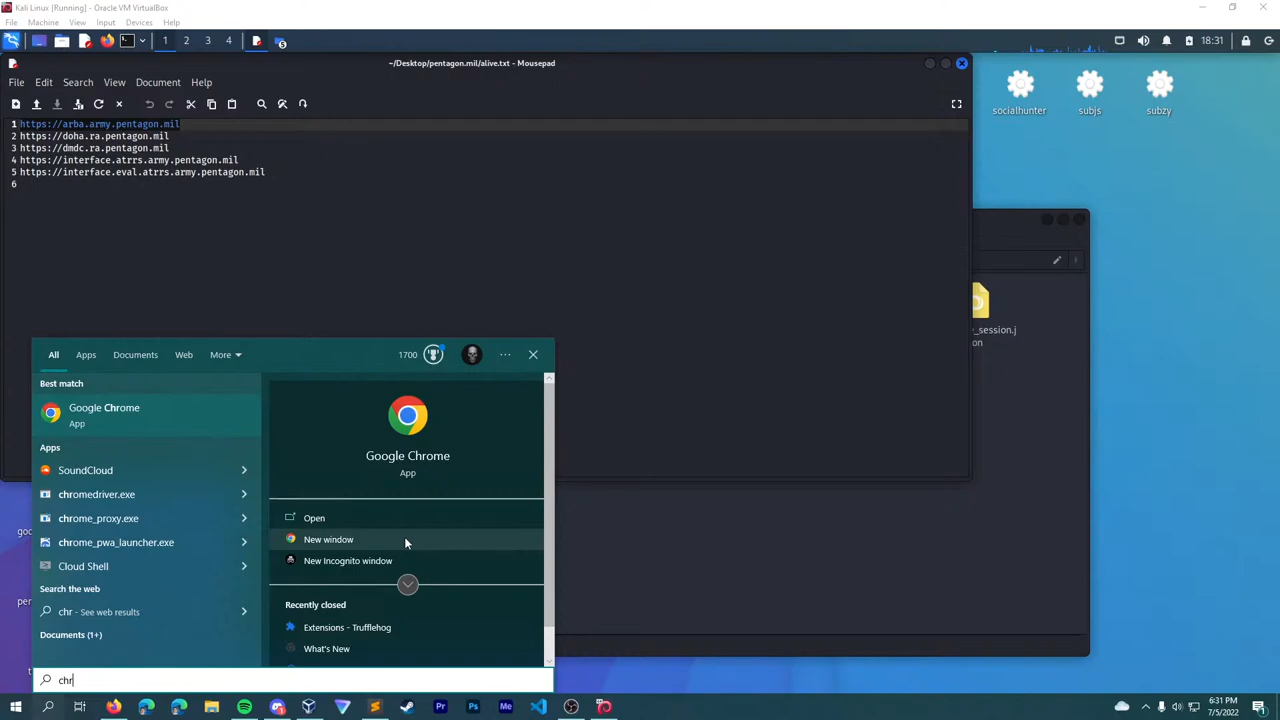 Kali Linux [Running] - Oracle VM VirtualBox
File Machine View Input Devices Help
1 2 3 4 18:31
~/Desktop/pentagon.mil/alive.txt - Mousepad
File Edit Search View Document Help
1 https://arba.army.pentagon.mil
2 https://doha.ra.pentagon.mil
3 https://dmdc.ra.pentagon.mil
4 https://interface.atrrs.army.pentagon.mil
5 https://interface.eval.atrrs.army.pentagon.mil
6
socialhunter subjs subzy
_session.j
on
All Apps Documents Web More 1700
Best match
Google Chrome
App
Apps
SoundCloud
chromedriver.exe
chrome_proxy.exe
chrome_pwa_launcher.exe
Cloud Shell
Search the web
chr - See web results
Documents (1+)
Google Chrome
App
Open
New window
New Incognito window
Recently closed
Extensions - Trufflehog
What's New
chr
goo
pen
t
6:31 PM
7/5/2022
1